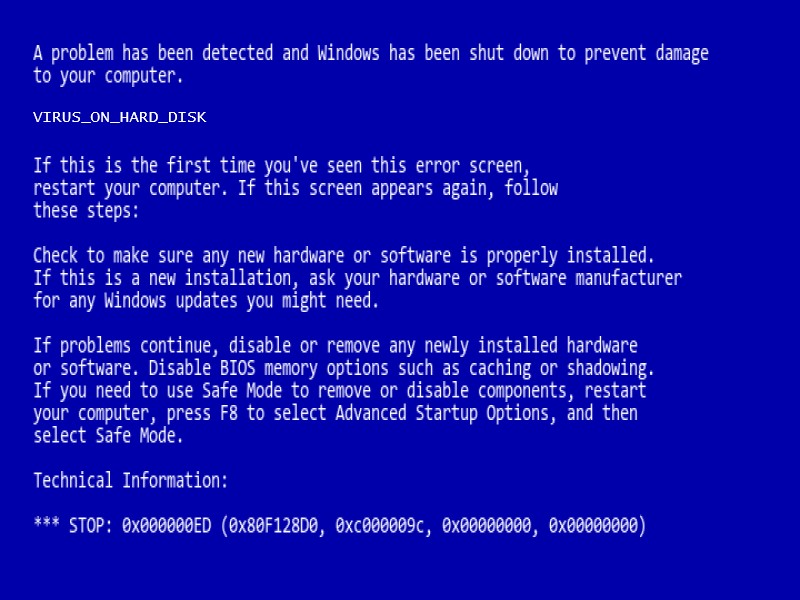 A problem has been detected and Windows has been shut down to prevent damage
to your computer.
VIRUS_ON_HARD_DISK
If this is the first time you've seen this error screen,
restart your computer. If this screen appears again, follow
these steps:
Check to make sure any new hardware or software is properly installed.
If this is a new installation, ask your hardware or software manufacturer
for any Windows updates you might need.
If problems continue, disable or remove any newly installed hardware
or software. Disable BIOS memory options such as caching or shadowing.
If you need to use Safe Mode to remove or disable components, restart
your computer, press F8 to select Advanced Startup Options, and then
select Safe Mode.
Technical Information:
*** STOP: 0x000000ED (0x80F128D0, 0xc000009c, 0x00000000, 0x00000000)